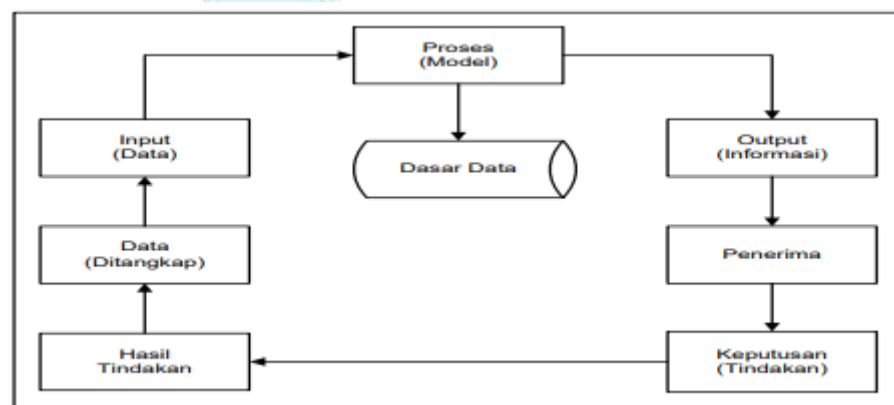 Proses
(Model)
Input
(Data)
Dasar Data
Output
(Informasi)
Data
(Ditangkap)
Penerima
Hasil
Tindakan
Keputusan
(Tindakan)